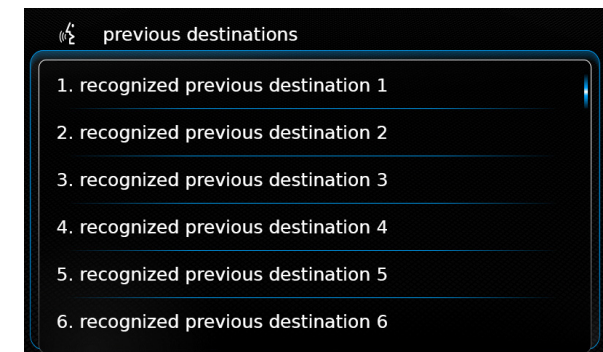 previous destinations
1. recognized previous destination 1
2. recognized previous destination 2
3. recognized previous destination 3
4. recognized previous destination 4
5. recognized previous destination 5
6. recognized previous destination 6